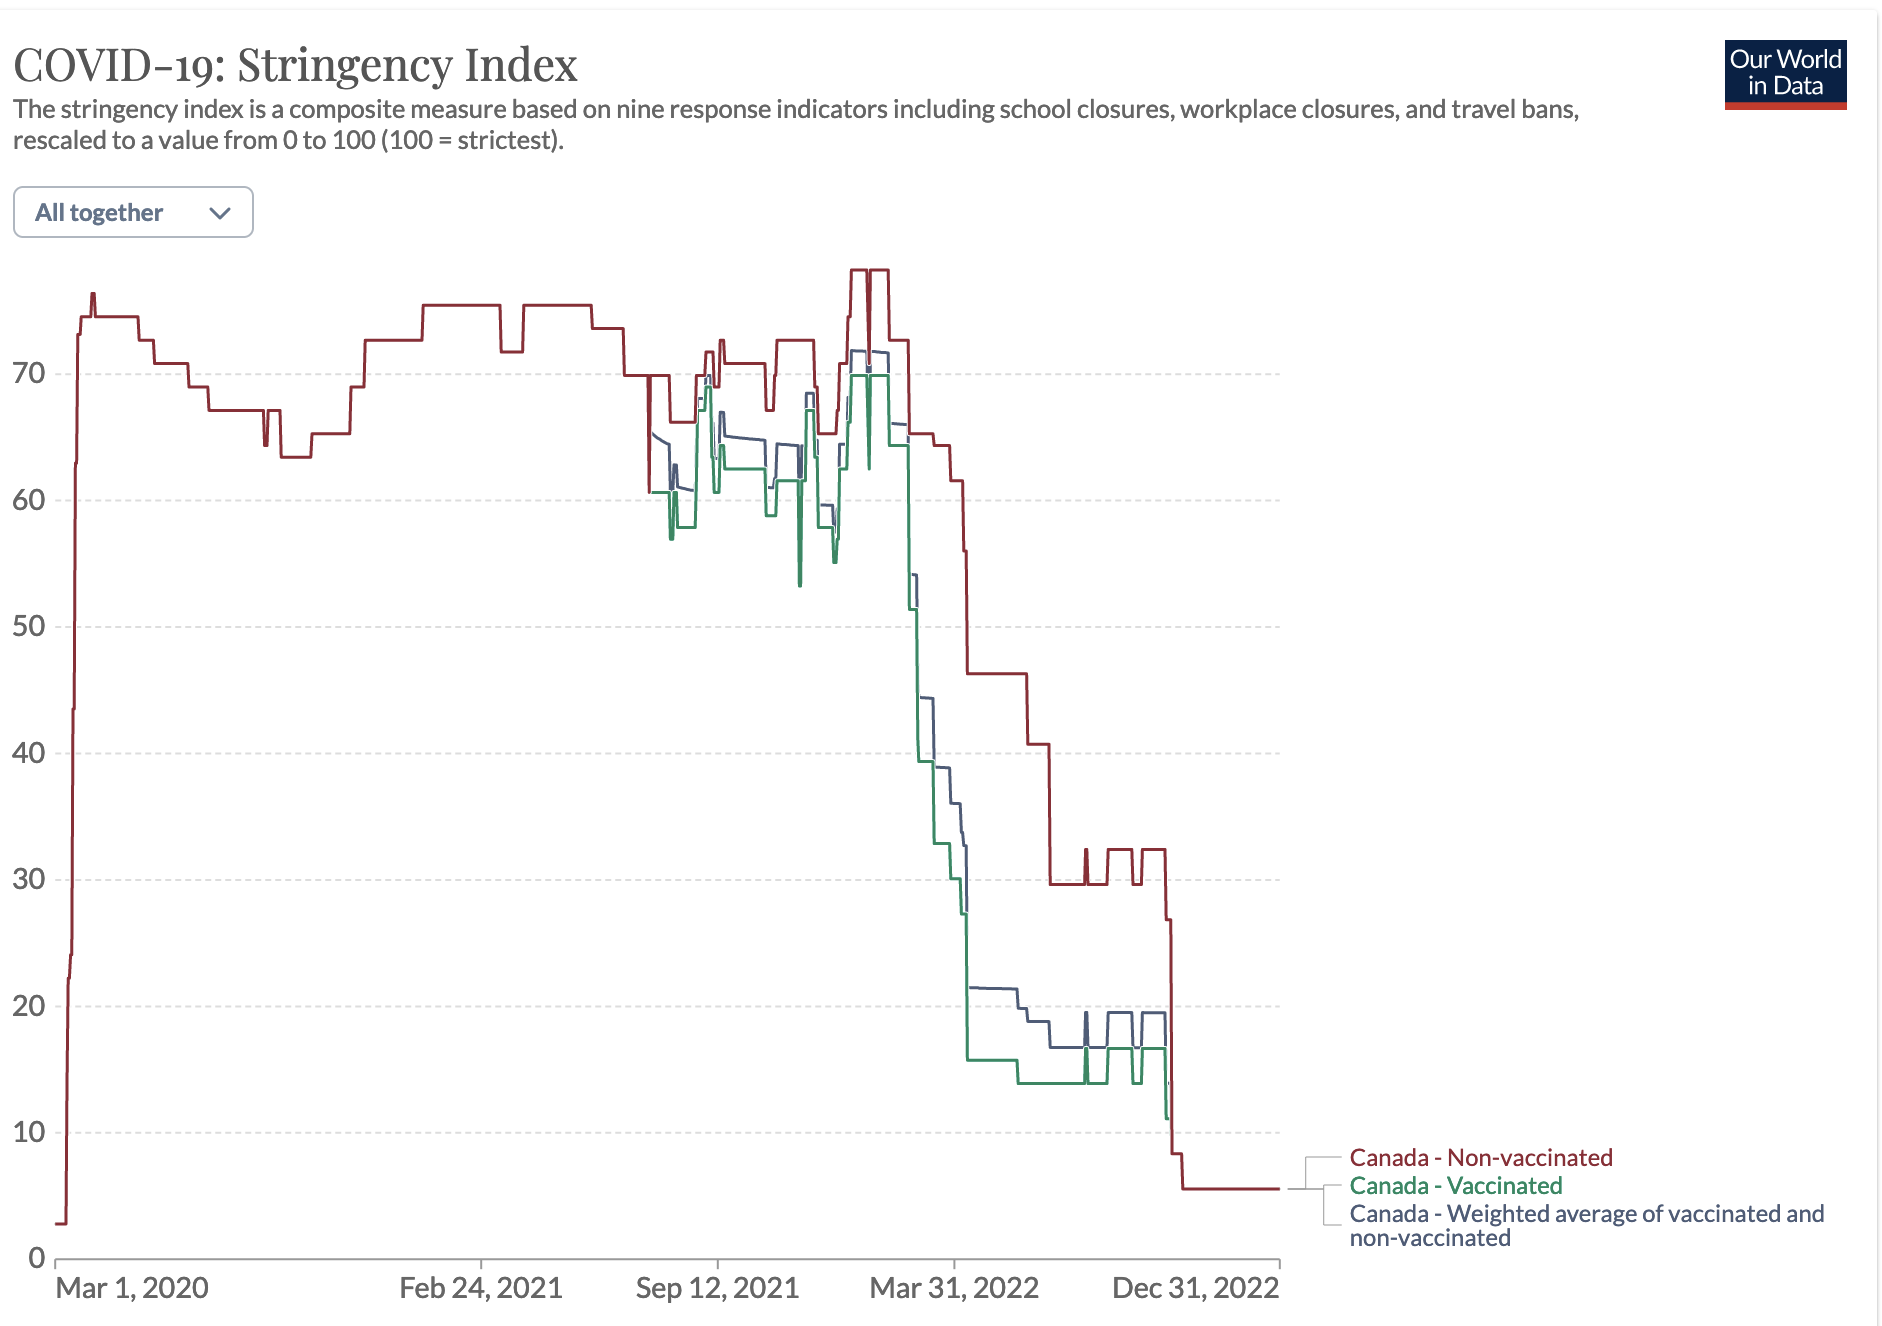 COVID-19: Stringency Index
Our World
in Data
The stringency index is a composite measure based on nine response indicators including school closures, workplace closures, and travel bans,
rescaled to a value from 0 to 100 (100 = strictest).
All together
70
60
50
40
30
20
10
0
Canada - Non-vaccinated
Canada - Vaccinated
Canada - Weighted average of vaccinated and
non-vaccinated
Mar 1, 2020
Feb 24, 2021
Sep 12, 2021
Mar 31, 2022
Dec 31, 2022